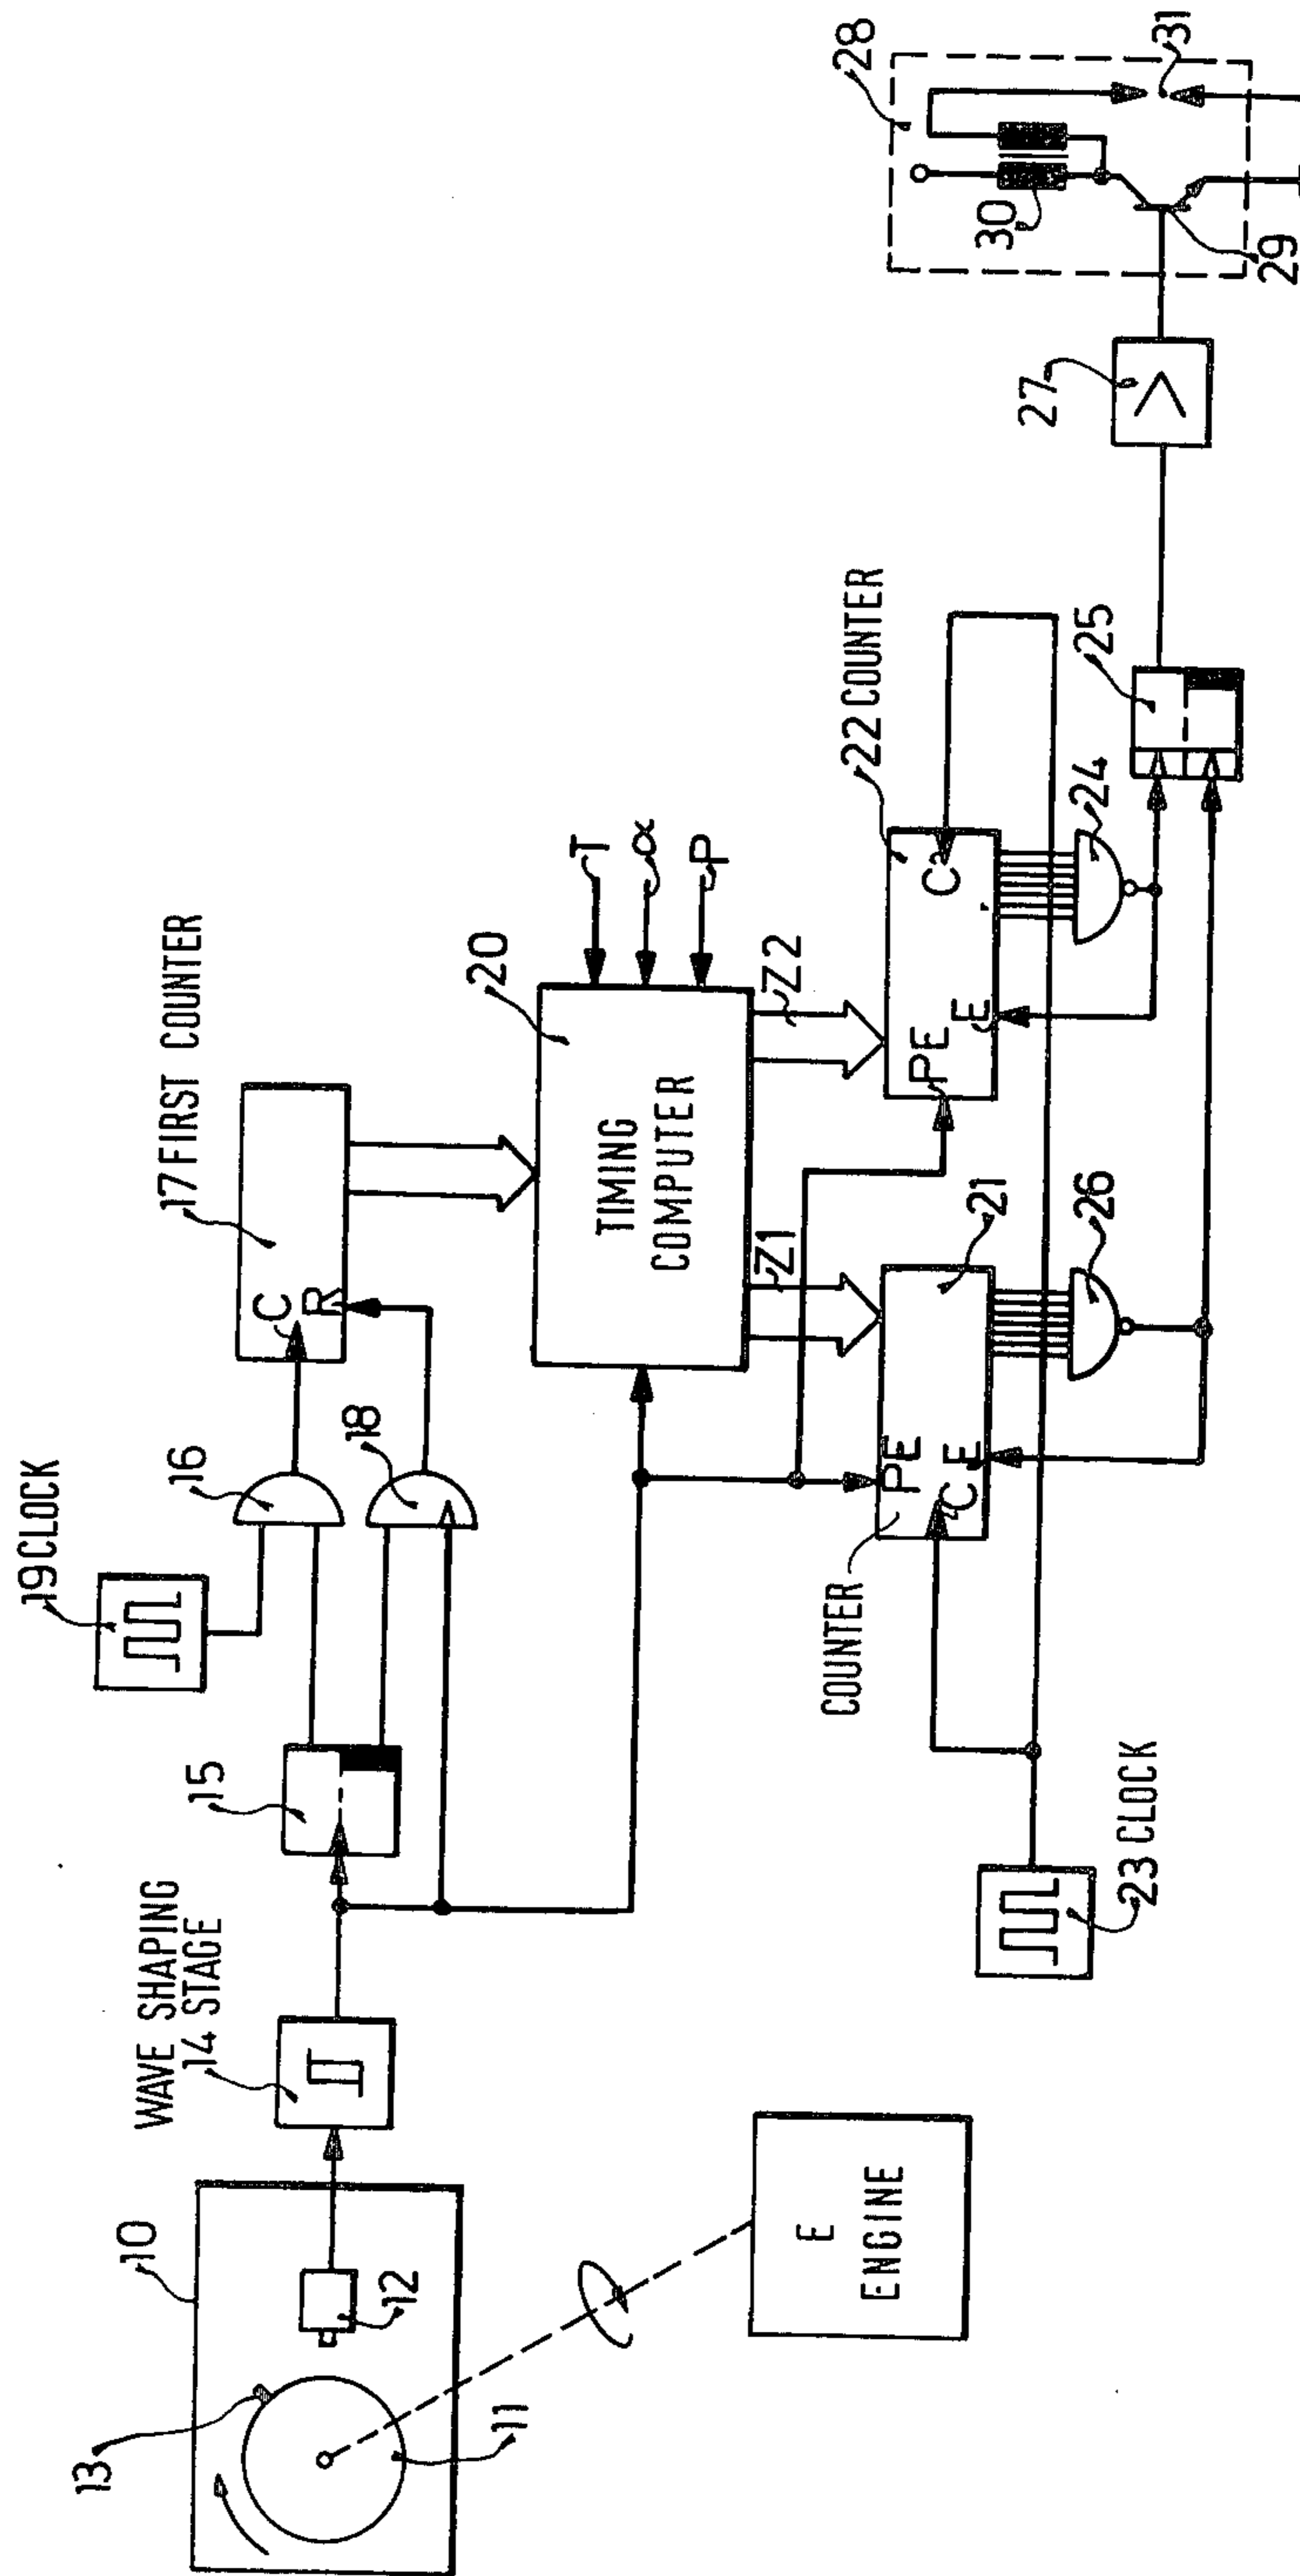 13
10
11
12
WAVE SHAPING
14 STAGE
E
ENGINE
15
19 CLOCK
16
18
17 FIRST COUNTER
C
R
20
TIMING
COMPUTER
T
α
P
Z1
Z2
COUNTER
PE
C
E
21
26
22 COUNTER
PE
E
C
24
23 CLOCK
25
27
28
30
29
31